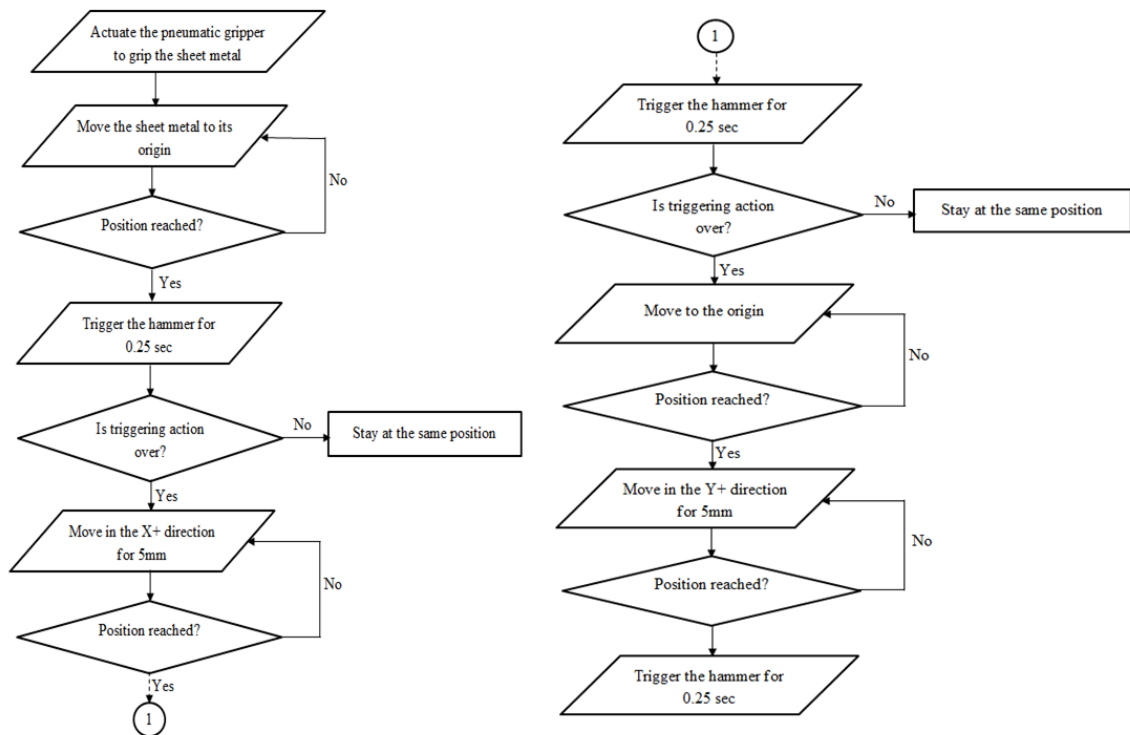 Actuate the pneumatic gripper
to grip the sheet metal
Move the sheet metal to its
origin
No
Position reached?
Yes
Trigger the hammer for
0.25 sec
Is triggering action
over?
No
Stay at the same position
Yes
Move in the X+ direction
for 5mm
No
Position reached?
Yes
1
1
Trigger the hammer for
0.25 sec
Is triggering action
over?
No
Stay at the same position
Yes
Move to the origin
No
Position reached?
Yes
Move in the Y+ direction
for 5mm
No
Position reached?
Trigger the hammer for
0.25 sec